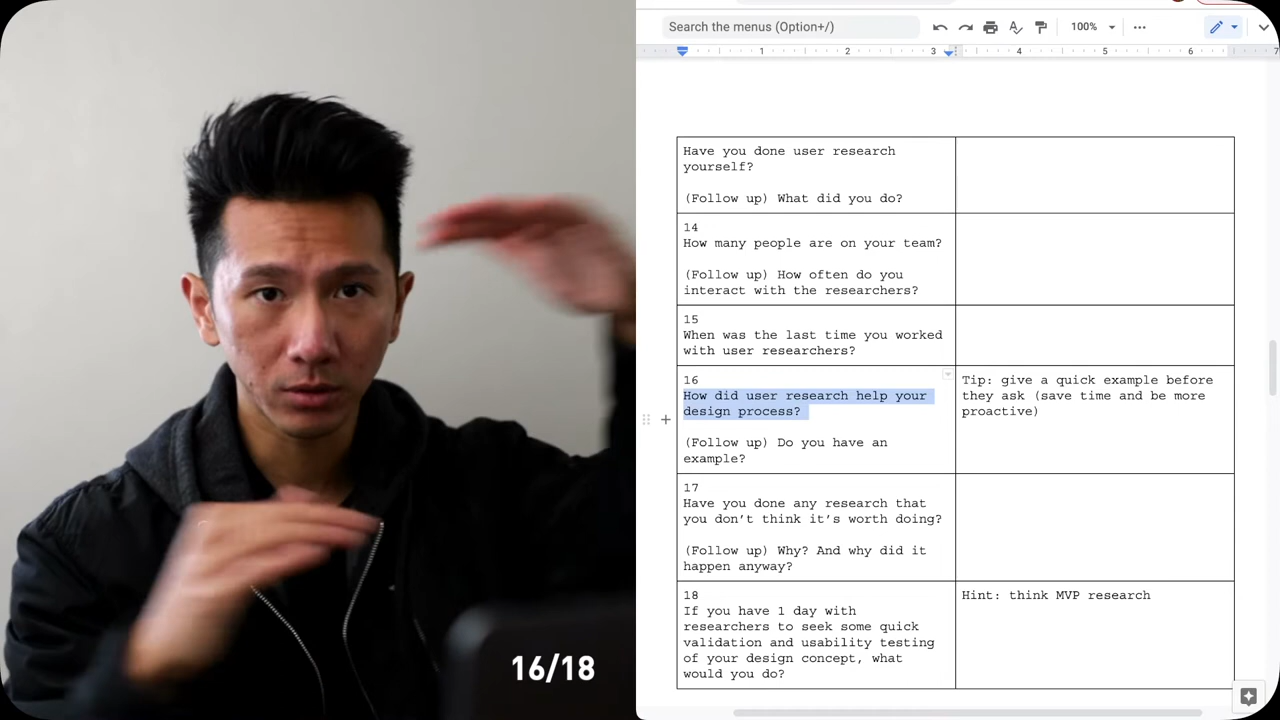 Search the menus (Option+/)
100%
1 2 3 4 5 6 7
Have you done user research
yourself?
(Follow up) What did you do?
14
How many people are on your team?
(Follow up) How often do you
interact with the researchers?
15
When was the last time you worked
with user researchers?
16
How did user research help your
design process?
(Follow up) Do you have an
example?
Tip: give a quick example before
they ask (save time and be more
proactive)
17
Have you done any research that
you don’t think it’s worth doing?
(Follow up) Why? And why did it
happen anyway?
18
If you have 1 day with
researchers to seek some quick
validation and usability testing
of your design concept, what
would you do?
Hint: think MVP research
16/18